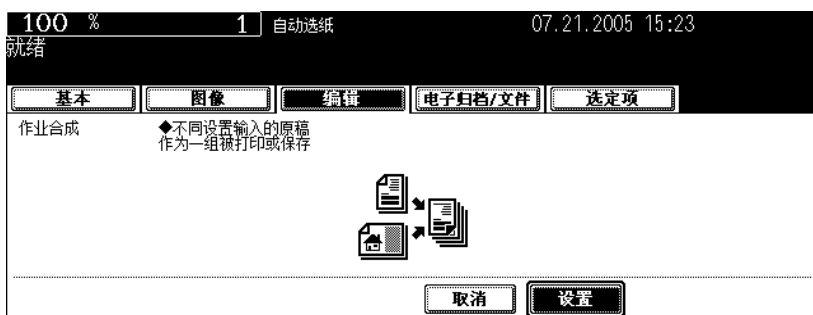 100 % 1 自动选纸 07.21.2005 15:23
就绪
基本 图像 编辑 电子归档/文件 选定项
作业合成 ◆不同设置输入的原稿
作为一组被打印或保存
取消 设置